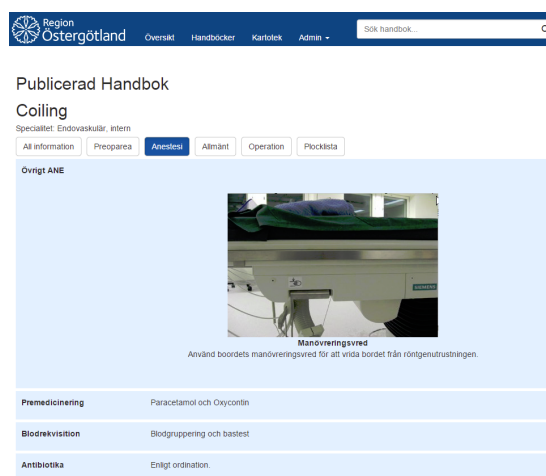 Region
Östergötland
Översikt Handböcker Kartotek Admin
Sök handbok...
Publicerad Handbok
Coiling
Specialitet: Endovaskulär, intern
All information Preoparea Anestesi Allmänt Operation Plocklista
Övrigt ANE
SIEMENS
Manövreringsvred
Använd boordets manövreringsvred för att vrida bordet från röntgenutrustningen.
Premedicinering Paracetamol och Oxycontin
Blodrekvisition Blodgruppering och bastest
Antibiotika Enligt ordination.